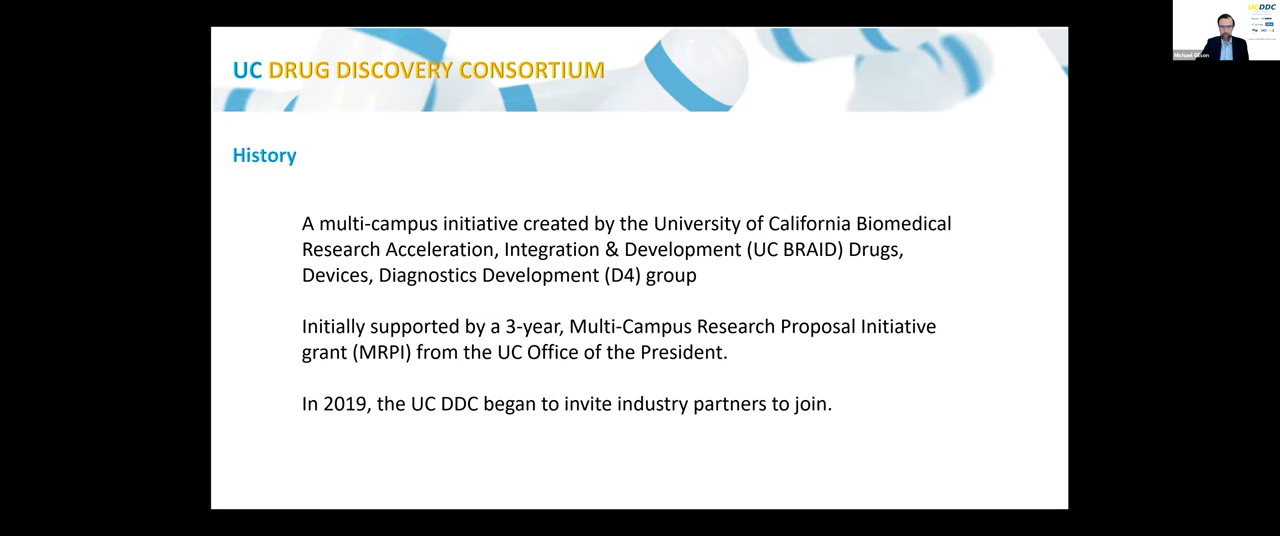 UC DRUG DISCOVERY CONSORTIUM
History
A multi-campus initiative created by the University of California Biomedical
Research Acceleration, Integration & Development (UC BRAID) Drugs,
Devices, Diagnostics Development (D4) group
Initially supported by a 3-year, Multi-Campus Research Proposal Initiative
grant (MRPI) from the UC Office of the President.
In 2019, the UC DDC began to invite industry partners to join.
UCDDC
Michael Gilson